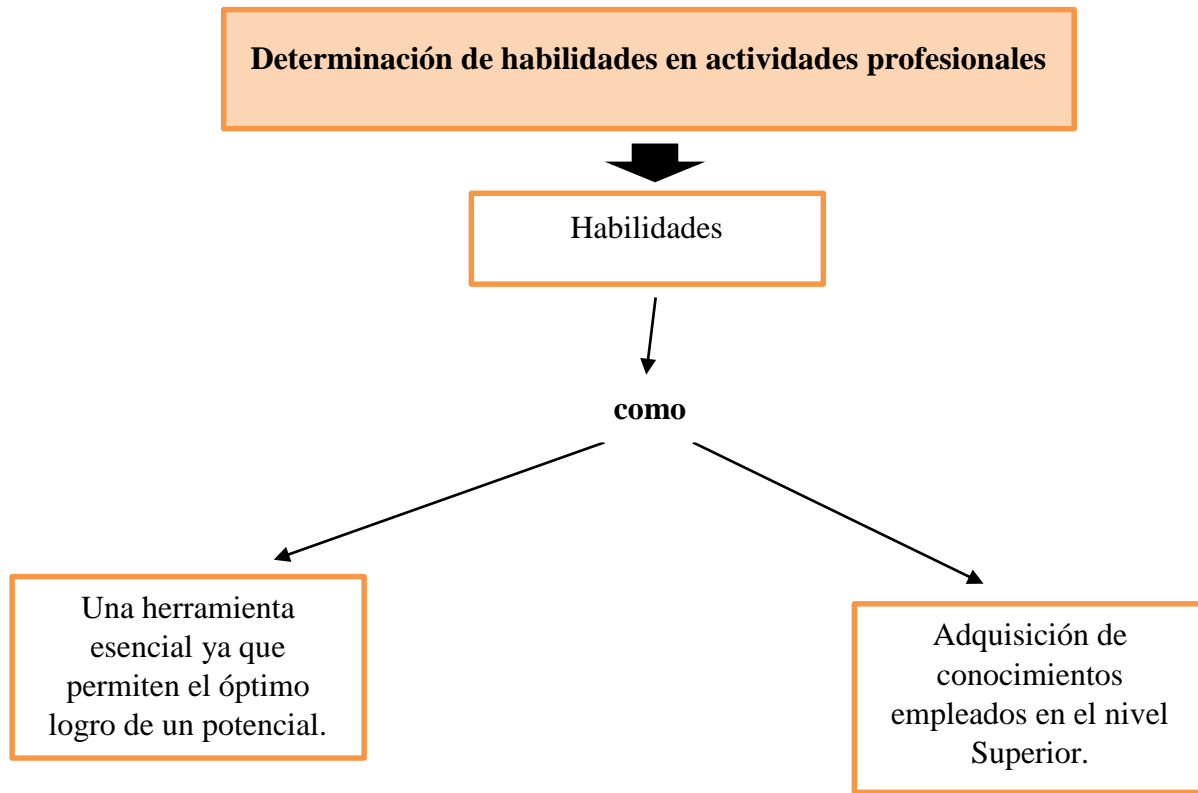 Determinación de habilidades en actividades profesionales
Habilidades
como
Una herramienta
esencial ya que
permiten el óptimo
logro de un potencial.
Adquisición de
conocimientos
empleados en el nivel
Superior.